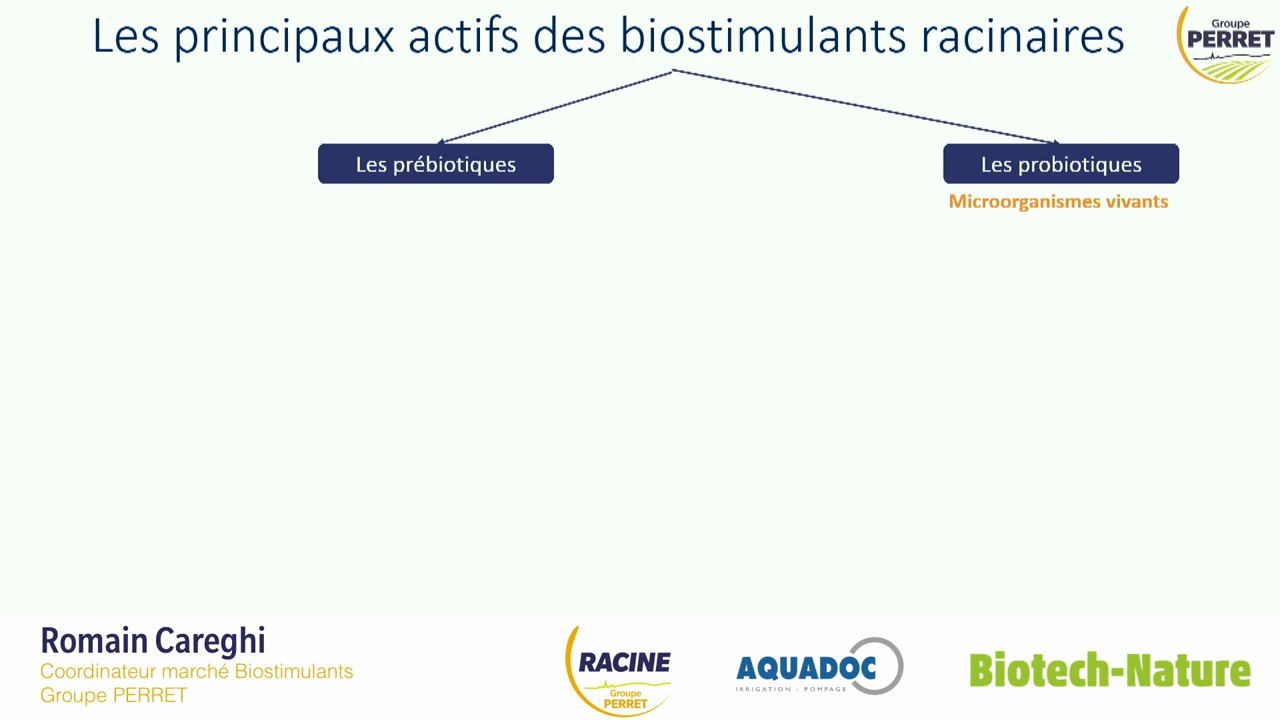 Les principaux actifs des biostimulants racinaires
Groupe
PERRET
Les prébiotiques
Les probiotiques
Microorganismes vivants
Romain Careghi
Coordinateur marché Biostimulants
Groupe PERRET
RACINE
Groupe
PERRET
AQUADOC
IRRIGATION - POMPAGE
Biotech-Nature